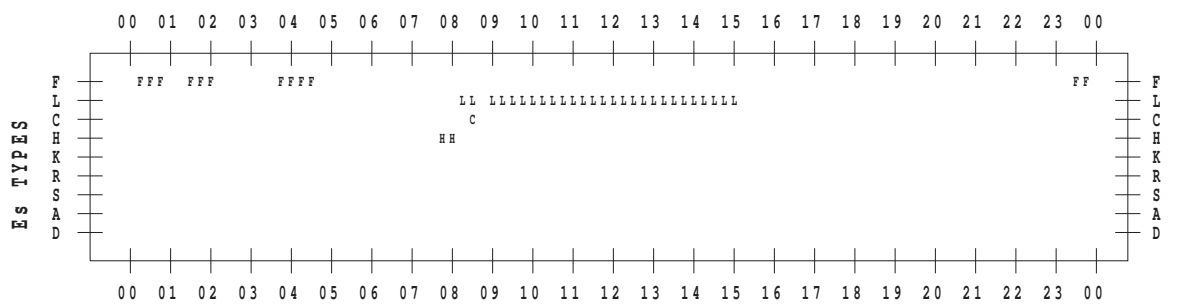 00 01 02 03 04 05 06 07 08 09 10 11 12 13 14 15 16 17 18 19 20 21 22 23 00
F FFF FFF FFFF FF F
L LL LLLLLLLLLLLLLLLLLLLLLLLLL L
C C C
H HH H
K K
R R
S S
A A
D D
Es TYPES
00 01 02 03 04 05 06 07 08 09 10 11 12 13 14 15 16 17 18 19 20 21 22 23 00